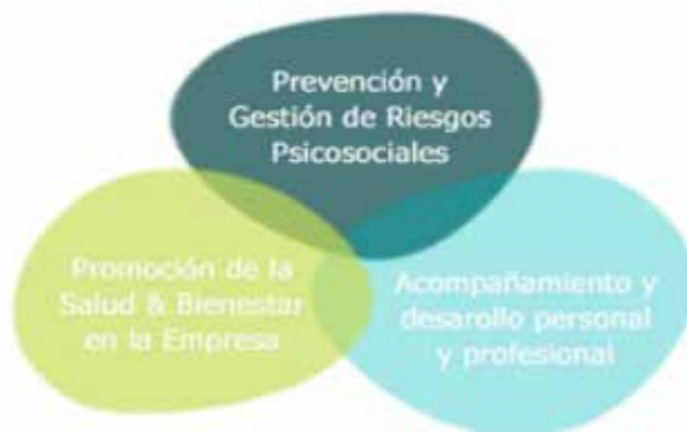 Prevención y
Gestión de Riesgos
Psicosociales
Promoción de la
Salud & Bienestar
en la Empresa
Acompañamiento y
desarollo personal
y profesional